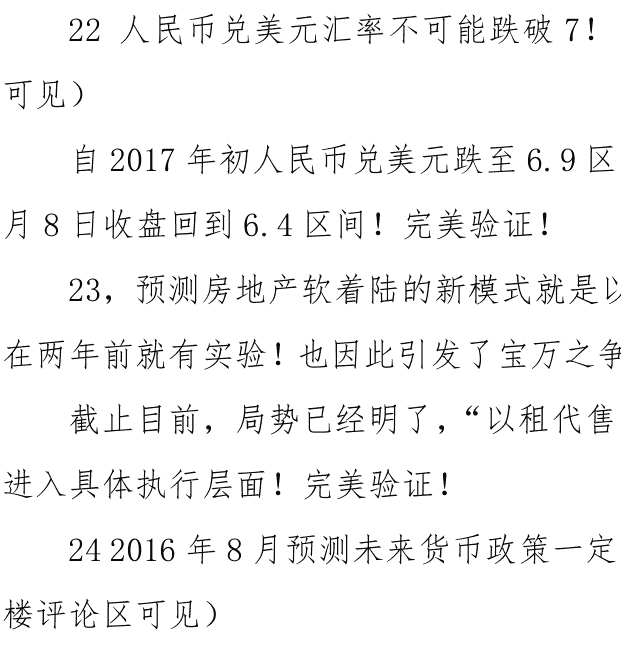 22 人民币兑美元汇率不可能跌破 7！
可见）
自 2017 年初人民币兑美元跌至 6.9 区
月 8 日收盘回到 6.4 区间！完美验证！
23，预测房地产软着陆的新模式就是以
在两年前就有实验！也因此引发了宝万之争
截止目前，局势已经明了，“以租代售
进入具体执行层面！完美验证！
24 2016 年 8 月预测未来货币政策一定
楼评论区可见）